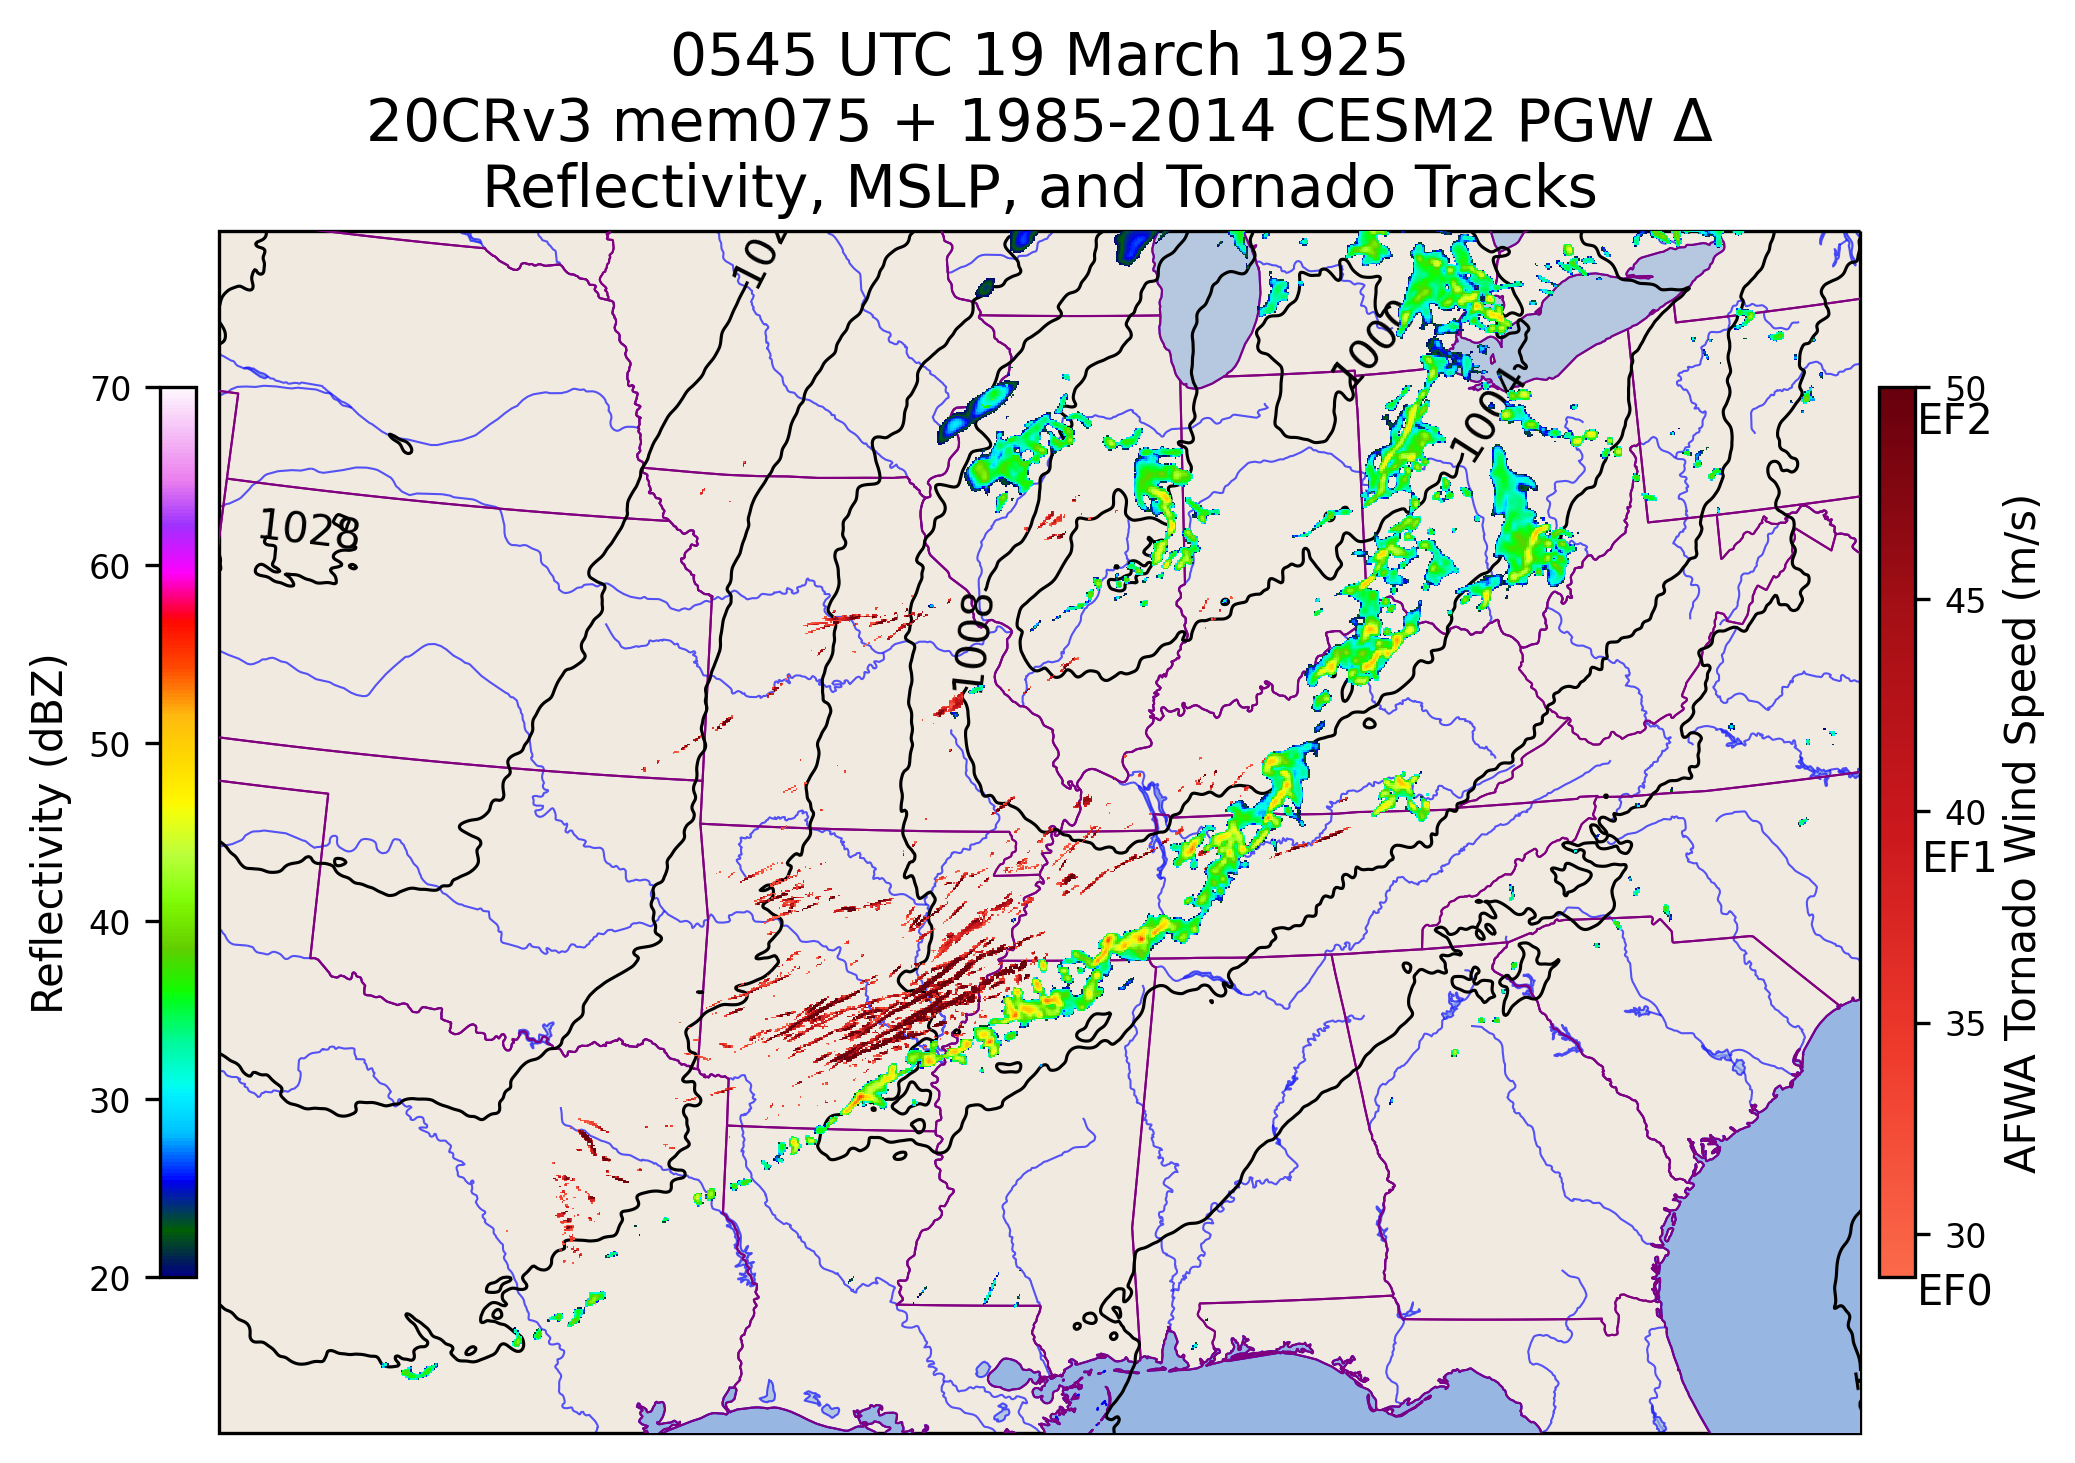 0545 UTC 19 March 1925
20CRv3 mem075 + 1985-2014 CESM2 PGW Δ
Reflectivity, MSLP, and Tornado Tracks
Reflectivity (dBZ)
70
60
50
40
30
20
1028
1008
1004
AFWA Tornado Wind Speed (m/s)
50
EF2
45
40
EF1
35
30
EF0